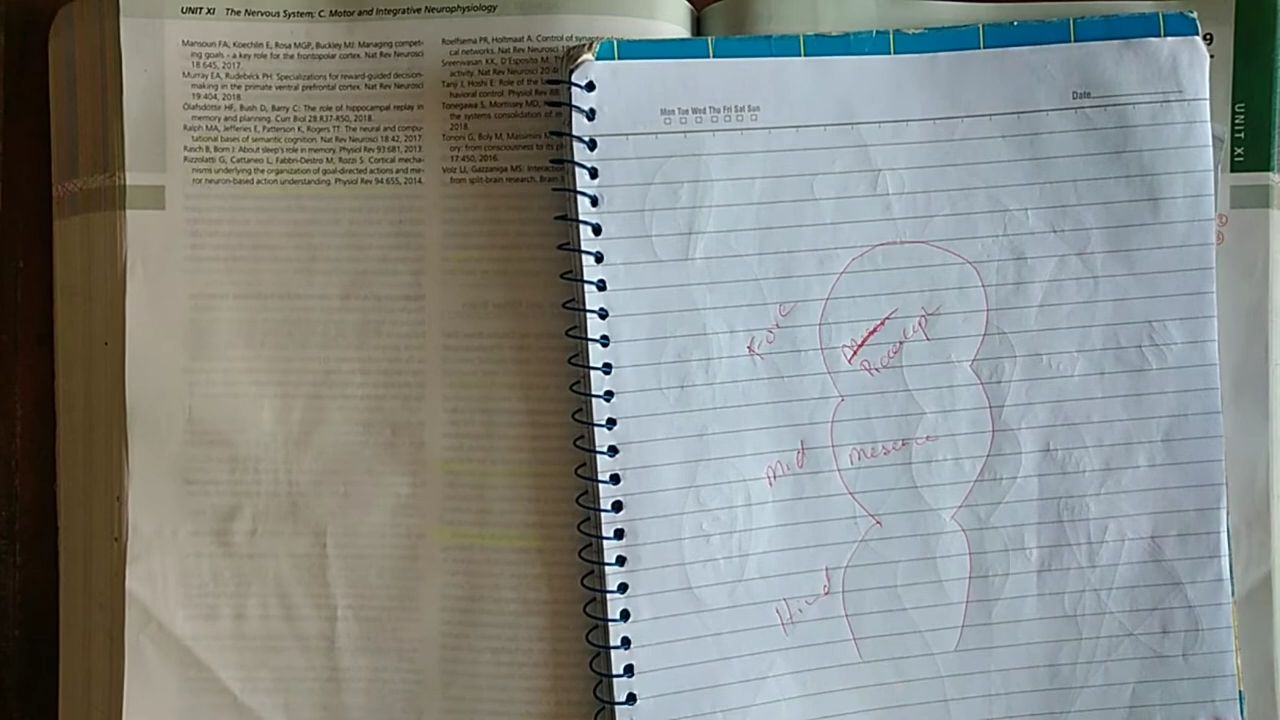 UNIT XI The Nervous System; C. Motor and Integrative Neurophysiology
Mansouri FA, Koechlin E, Rosa MGP, Buckley MJ: Managing compet-
ing goals – a key role for the frontopolar cortex. Nat Rev Neurosci
18:645, 2017.
Murray EA, Rudebeck PH: Specializations for reward-guided decision-
making in the primate ventral prefrontal cortex. Nat Rev Neurosci
19:404, 2018.
Ólafsdóttir HF, Bush D, Barry C: The role of hippocampal replay in
memory and planning. Curr Biol 28:R37-R50, 2018.
Ralph MA, Jefferies E, Patterson K, Rogers TT: The neural and compu-
tational bases of semantic cognition. Nat Rev Neurosci 18:42, 2017.
Rasch B, Born J: About sleep's role in memory. Physiol Rev 93:681, 2013.
Rizzolatti G, Cattaneo L, Fabbri-Destro M, Rozzi S: Cortical mecha-
nisms underlying the organization of goal-directed actions and mir-
ror neuron-based action understanding. Physiol Rev 94:655, 2014.
Roelfsema PR, Holtmaat A: Control of synaptic
cal networks. Nat Rev Neurosci
Sreenivasan KK, D'Esposito M:
activity. Nat Rev Neurosci 20:
Tanji J, Hoshi E: Role of the
havioral control. Physiol Rev 88:
Tonegawa S, Morrissey MD,
the systems consolidation of
2018.
Tononi G, Boly M, Massimini
ory: from consciousness to its
17:450, 2016.
Volz LJ, Gazzaniga MS: Interaction
from split-brain research. Brain
Mon Tue Wed Thu Fri Sat Sun
Date
Fore
Mid
Hind
9
UNIT XI